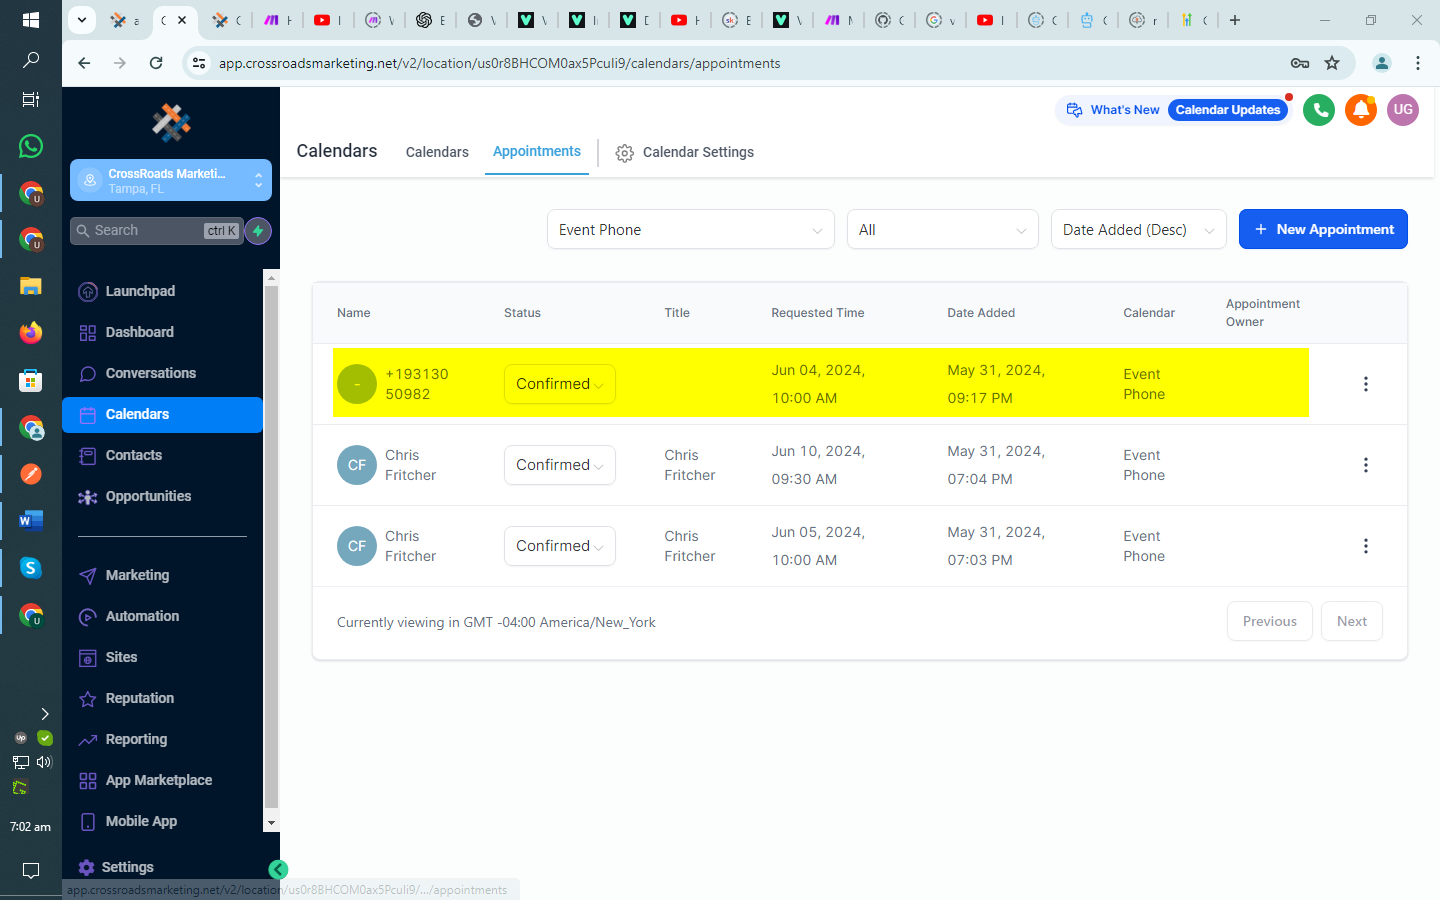 app.crossroadsmarketing.net/v2/location/us0r8BHCOM0ax5Pculi9/calendars/appointments
What's New
Calendar Updates
UG
Calendars
Calendars
Appointments
Calendar Settings
CrossRoads Marketi...
Tampa, FL
Search
ctrl K
Launchpad
Dashboard
Conversations
Calendars
Contacts
Opportunities
Marketing
Automation
Sites
Reputation
Reporting
App Marketplace
Mobile App
Settings
Event Phone
All
Date Added (Desc)
+ New Appointment
Name
Status
Title
Requested Time
Date Added
Calendar
Appointment
Owner
-
+193130
50982
Confirmed
Jun 04, 2024,
10:00 AM
May 31, 2024,
09:17 PM
Event
Phone
CF
Chris
Fritcher
Confirmed
Chris
Fritcher
Jun 10, 2024,
09:30 AM
May 31, 2024,
07:04 PM
Event
Phone
CF
Chris
Fritcher
Confirmed
Chris
Fritcher
Jun 05, 2024,
10:00 AM
May 31, 2024,
07:03 PM
Event
Phone
Currently viewing in GMT -04:00 America/New_York
Previous
Next
7:02 am
app.crossroadsmarketing.net/v2/location/us0r8BHCOM0ax5Pculi9/.../appointments